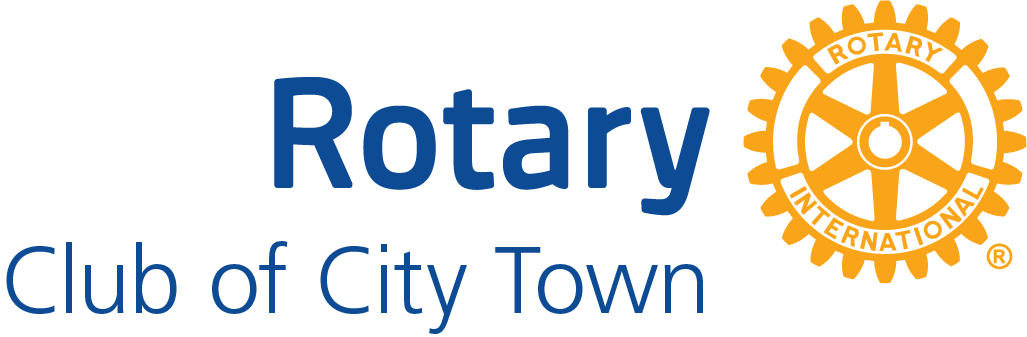 Rotary
Club of City Town
ROTARY
INTERNATIONAL
®